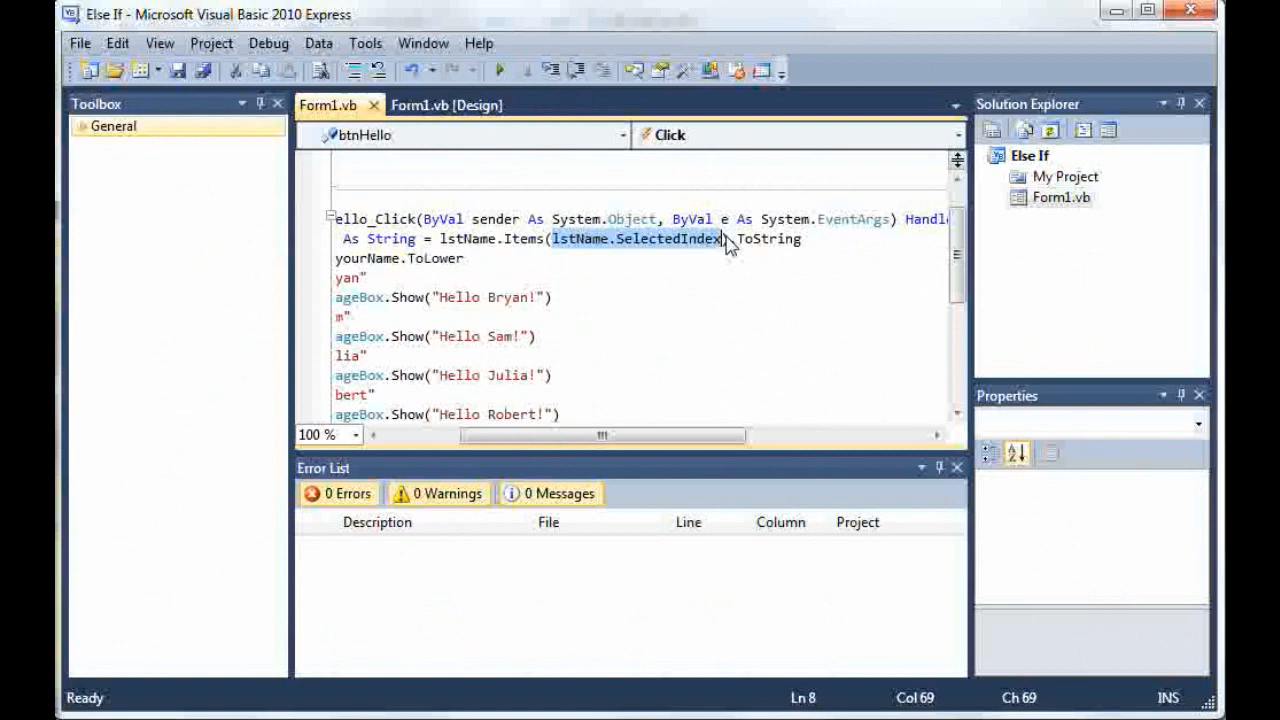 Else If - Microsoft Visual Basic 2010 Express
File Edit View Project Debug Data Tools Window Help
Toolbox
General
Form1.vb Form1.vb [Design]
btnHello Click
ello_Click(ByVal sender As System.Object, ByVal e As System.EventArgs) Handle
As String = lstName.Items(lstName.SelectedIndex).ToString
yourName.ToLower
yan"
ageBox.Show("Hello Bryan!")
m"
ageBox.Show("Hello Sam!")
lia"
ageBox.Show("Hello Julia!")
bert"
ageBox.Show("Hello Robert!")
100 %
Error List
0 Errors 0 Warnings 0 Messages
Description File Line Column Project
Solution Explorer
Else If
My Project
Form1.vb
Properties
Ready Ln 8 Col 69 Ch 69 INS